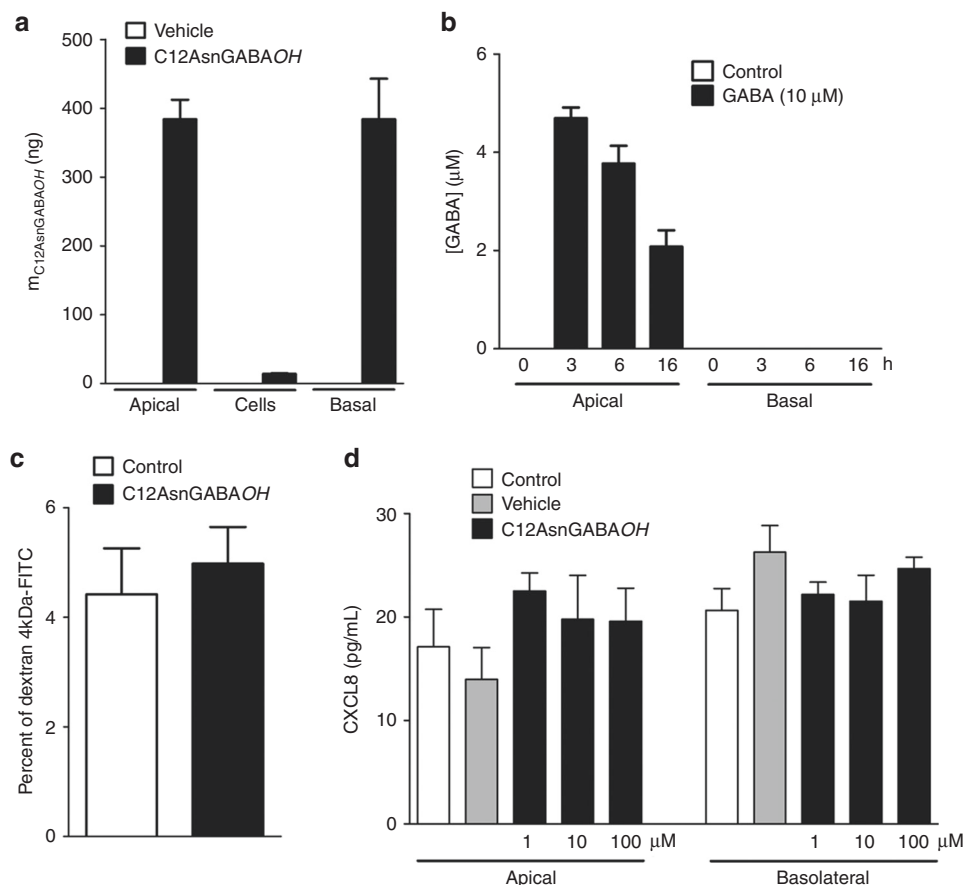 a
Vehicle
C12AsnGABAOH
500
400
300
200
100
0
mC12AsnGABAOH (ng)
Apical Cells Basal
b
Control
GABA (10 μM)
6
4
2
0
[GABA] (μM)
0 3 6 16 0 3 6 16 h
Apical Basal
c
Control
C12AsnGABAOH
6
4
2
0
Percent of dextran 4kDa-FITC
d
Control
Vehicle
C12AsnGABAOH
30
20
10
0
CXCL8 (pg/mL)
1 10 100 μM 1 10 100 μM
Apical Basolateral